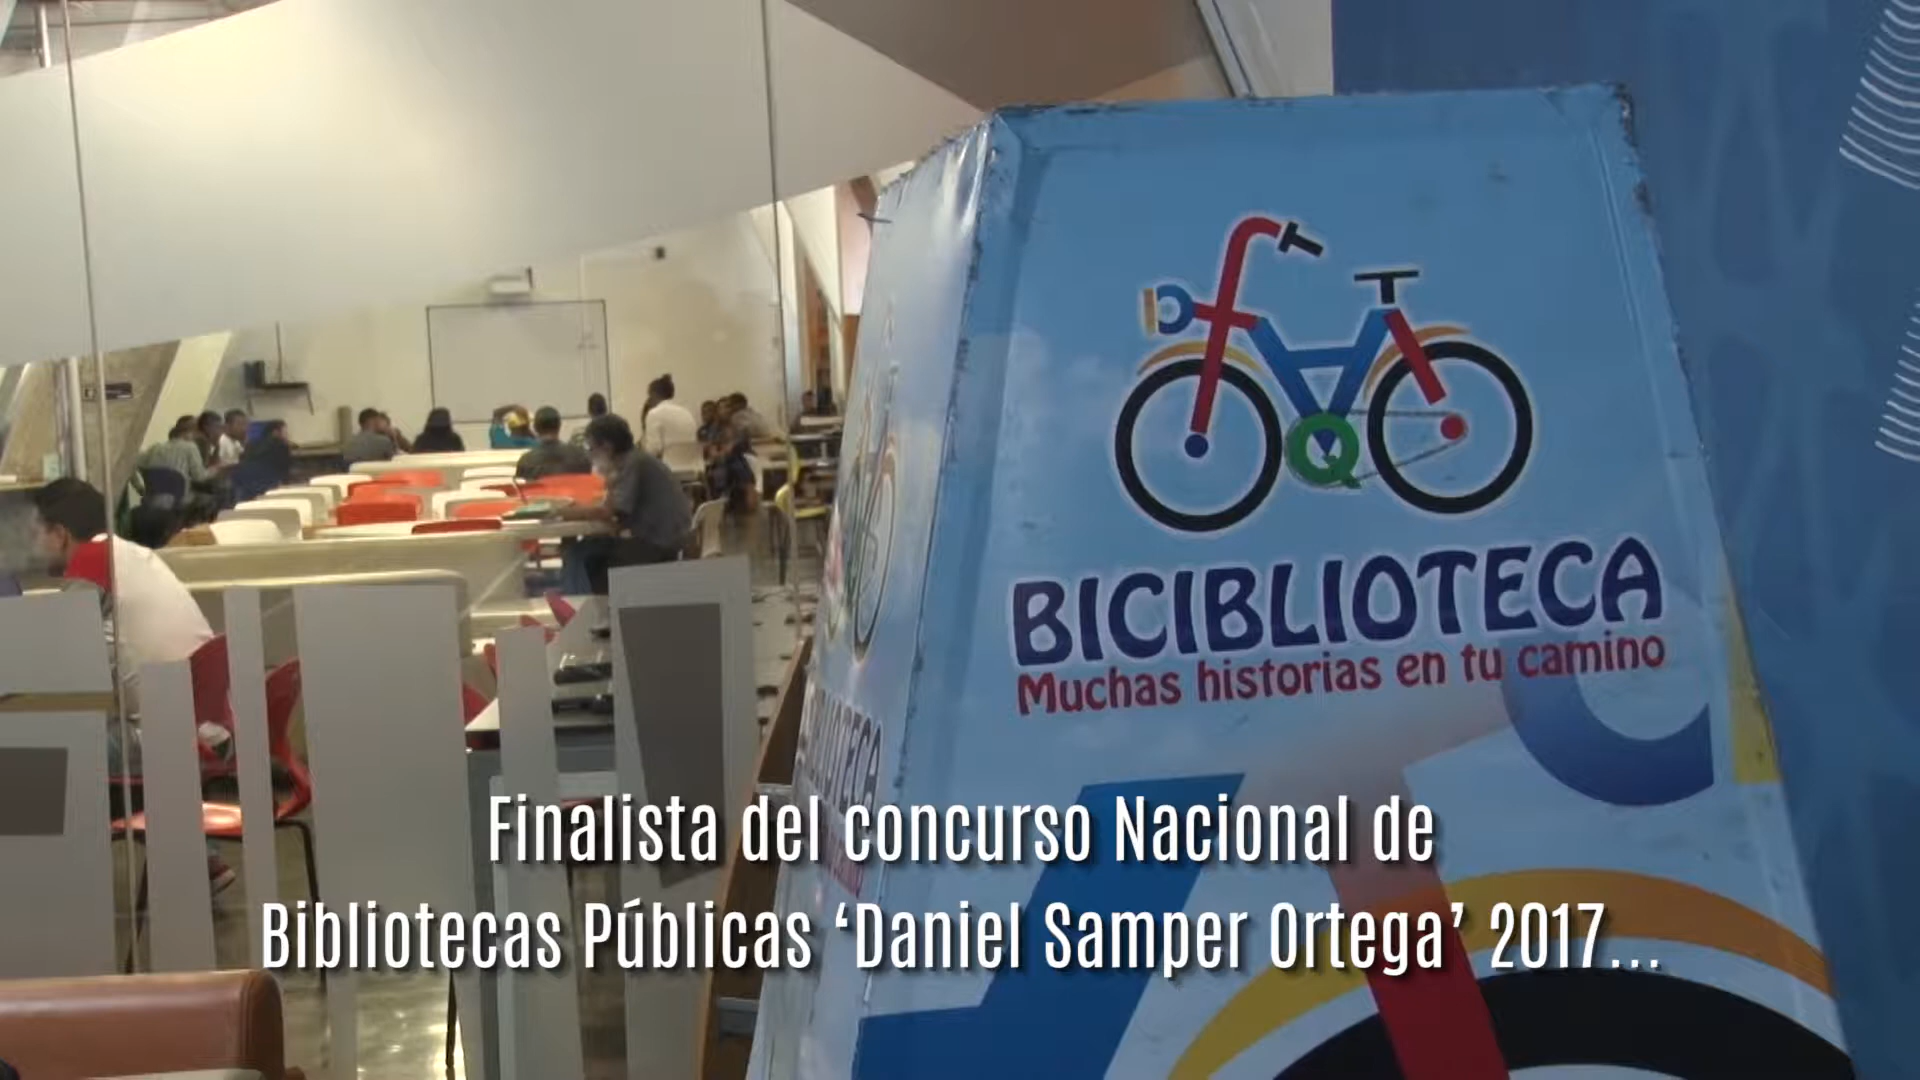 BICIBLIOTECA
Muchas historias en tu camino
Finalista del concurso Nacional de
Bibliotecas Públicas ‘Daniel Samper Ortega’ 2017...